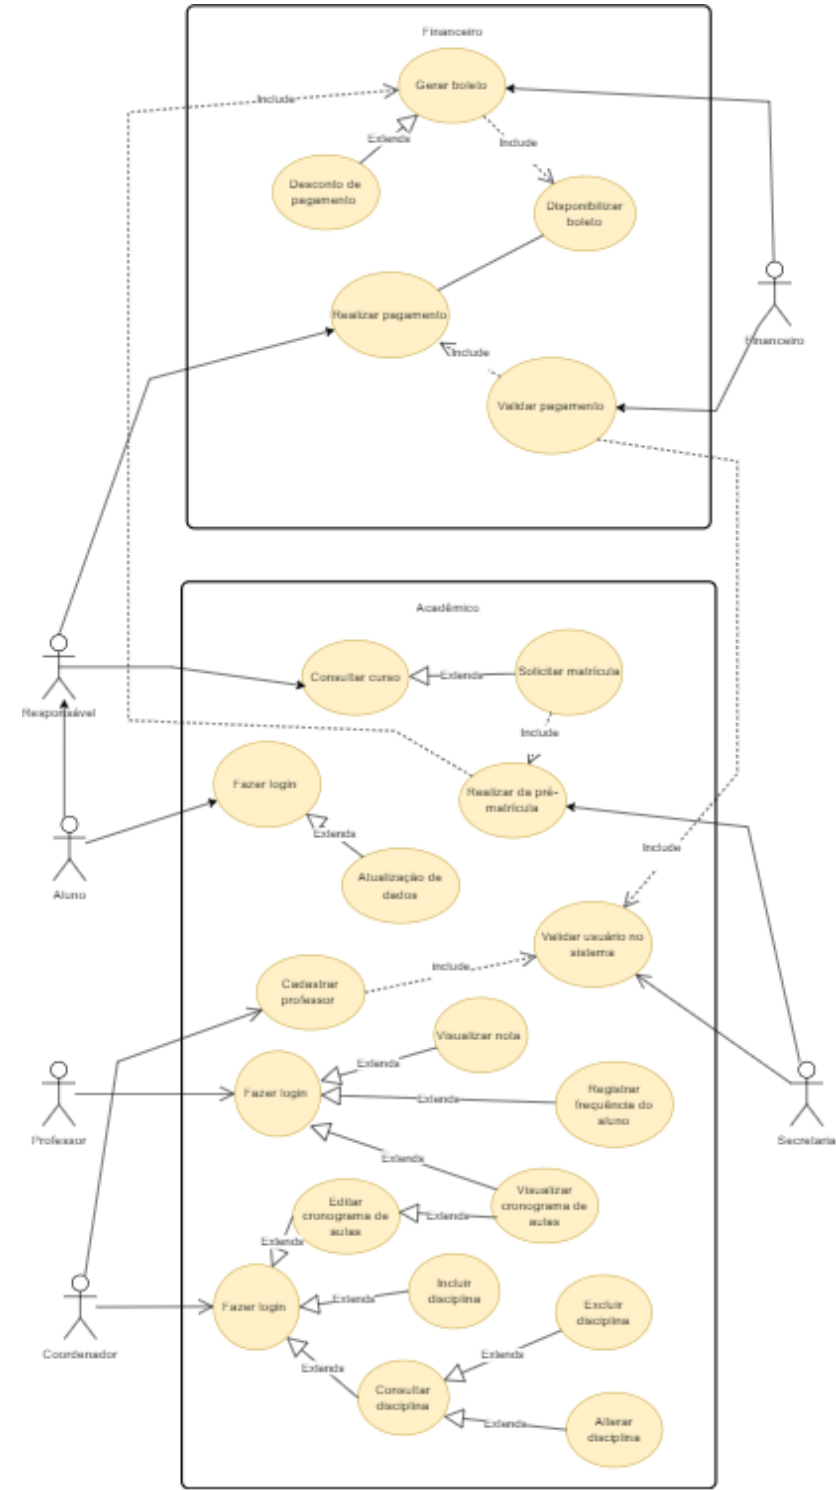 Financeiro
Gerar boleto
Include
Extends
Include
Desconto de
pagamento
Disponibilizar
boleto
Realizar pagamento
Financeiro
Include
Validar pagamento
Acadêmico
Consultar curso
Extends
Solicitar matrícula
Responsável
Include
Fazer login
Realizar da pré-
matrícula
Extends
Include
Atualização de
dados
Aluno
Validar usuário no
sistema
Include
Cadastrar
professor
Visualizar nota
Extends
Fazer login
Extends
Registrar
frequência do
aluno
Professor
Secretaria
Extends
Visualizar
cronograma de
aulas
Editar
cronograma de
aulas
Extends
Extends
Incluir
disciplina
Fazer login
Extends
Excluir
disciplina
Coordenador
Extends
Extends
Consultar
disciplina
Extends
Alterar
disciplina